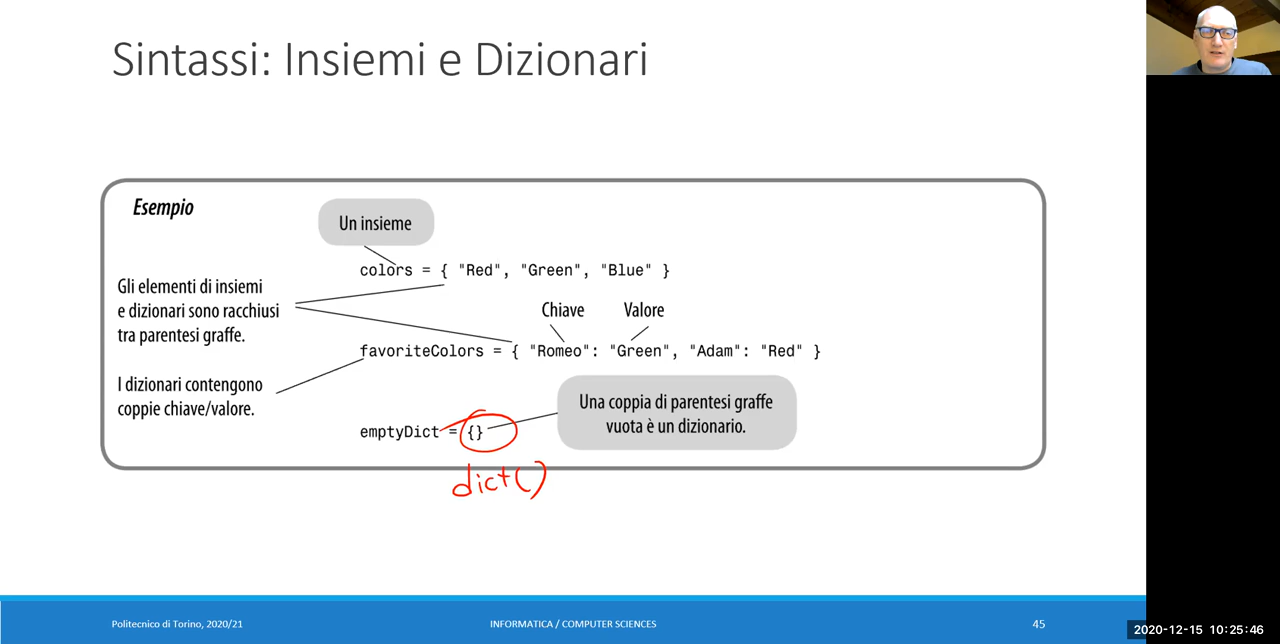 Sintassi: Insiemi e Dizionari
Esempio
Un insieme
colors = { "Red", "Green", "Blue" }
Gli elementi di insiemi
e dizionari sono racchiusi
tra parentesi graffe.
Chiave
Valore
favoriteColors = { "Romeo": "Green", "Adam": "Red" }
I dizionari contengono
coppie chiave/valore.
Una coppia di parentesi graffe
vuota è un dizionario.
emptyDict = {}
dict()
Politecnico di Torino, 2020/21
INFORMATICA / COMPUTER SCIENCES
45
2020-12-15 10:25:46